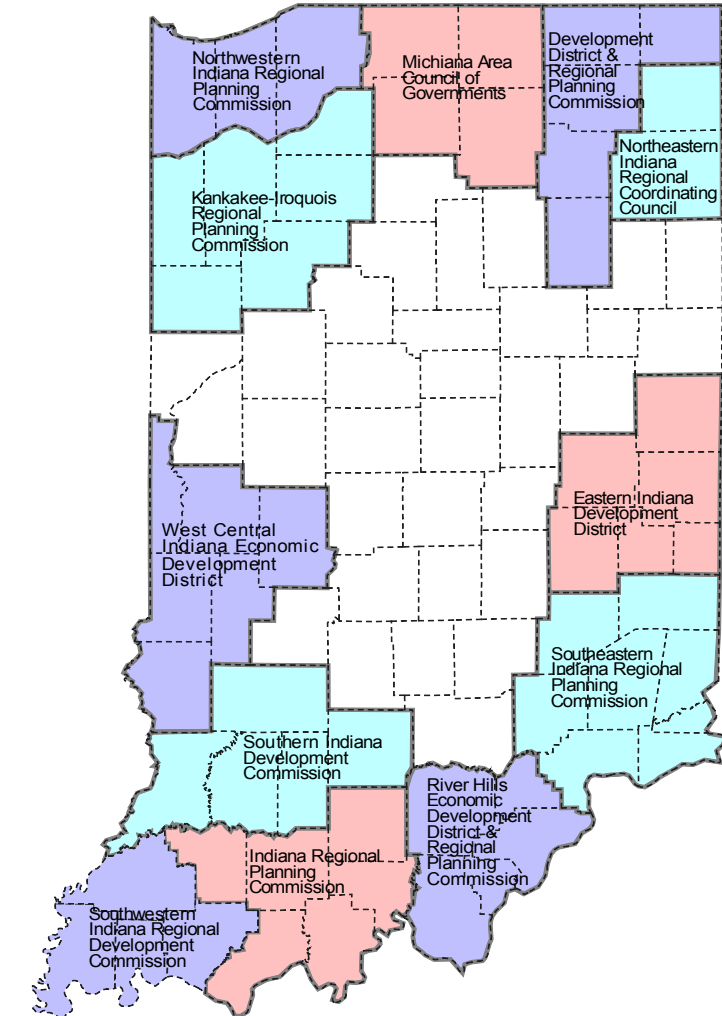 Northwestern
Indiana Regional
Planning
Commission
Michiana Area
Council of
Governments
Development
District &
Regional
Planning
Commission
Northeastern
Indiana
Regional
Coordinating
Council
Kankakee-Iroquois
Regional
Planning
Commission
Eastern Indiana
Development
District
West Central
Indiana Economic
Development
District
Southeastern
Indiana Regional
Planning
Commission
Southern Indiana
Development
Commission
River Hills
Economic
Development
District &
Regional
Planning
Commission
Indiana Regional
Planning
Commission
Southwestern
Indiana Regional
Development
Commission